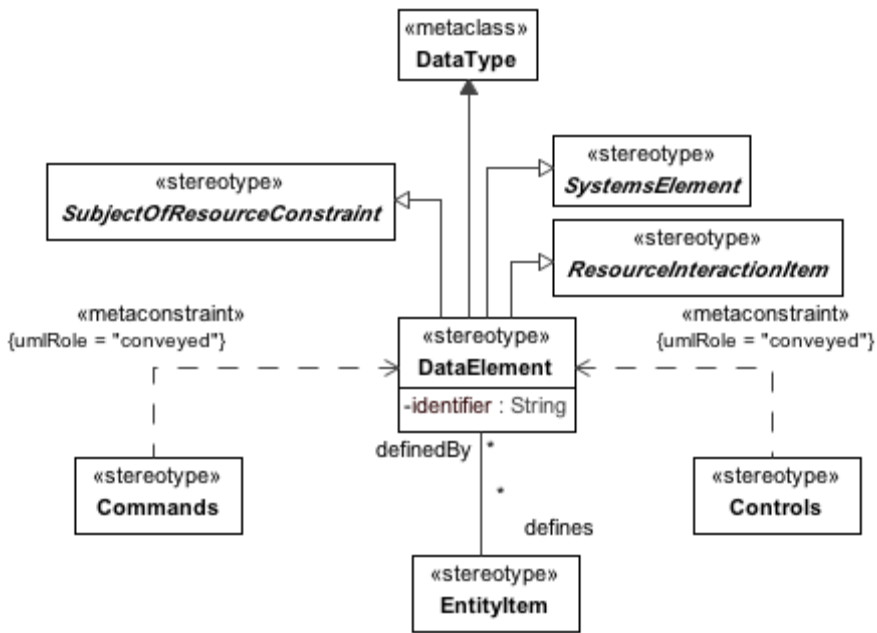 «metaclass»
DataType
«stereotype»
SubjectOfResourceConstraint
«stereotype»
SystemsElement
«stereotype»
ResourceInteractionItem
«metaconstraint»
{umlRole = "conveyed"}
«stereotype»
DataElement
-identifier : String
«metaconstraint»
{umlRole = "conveyed"}
definedBy *
«stereotype»
Commands
*
defines
«stereotype»
Controls
«stereotype»
EntityItem